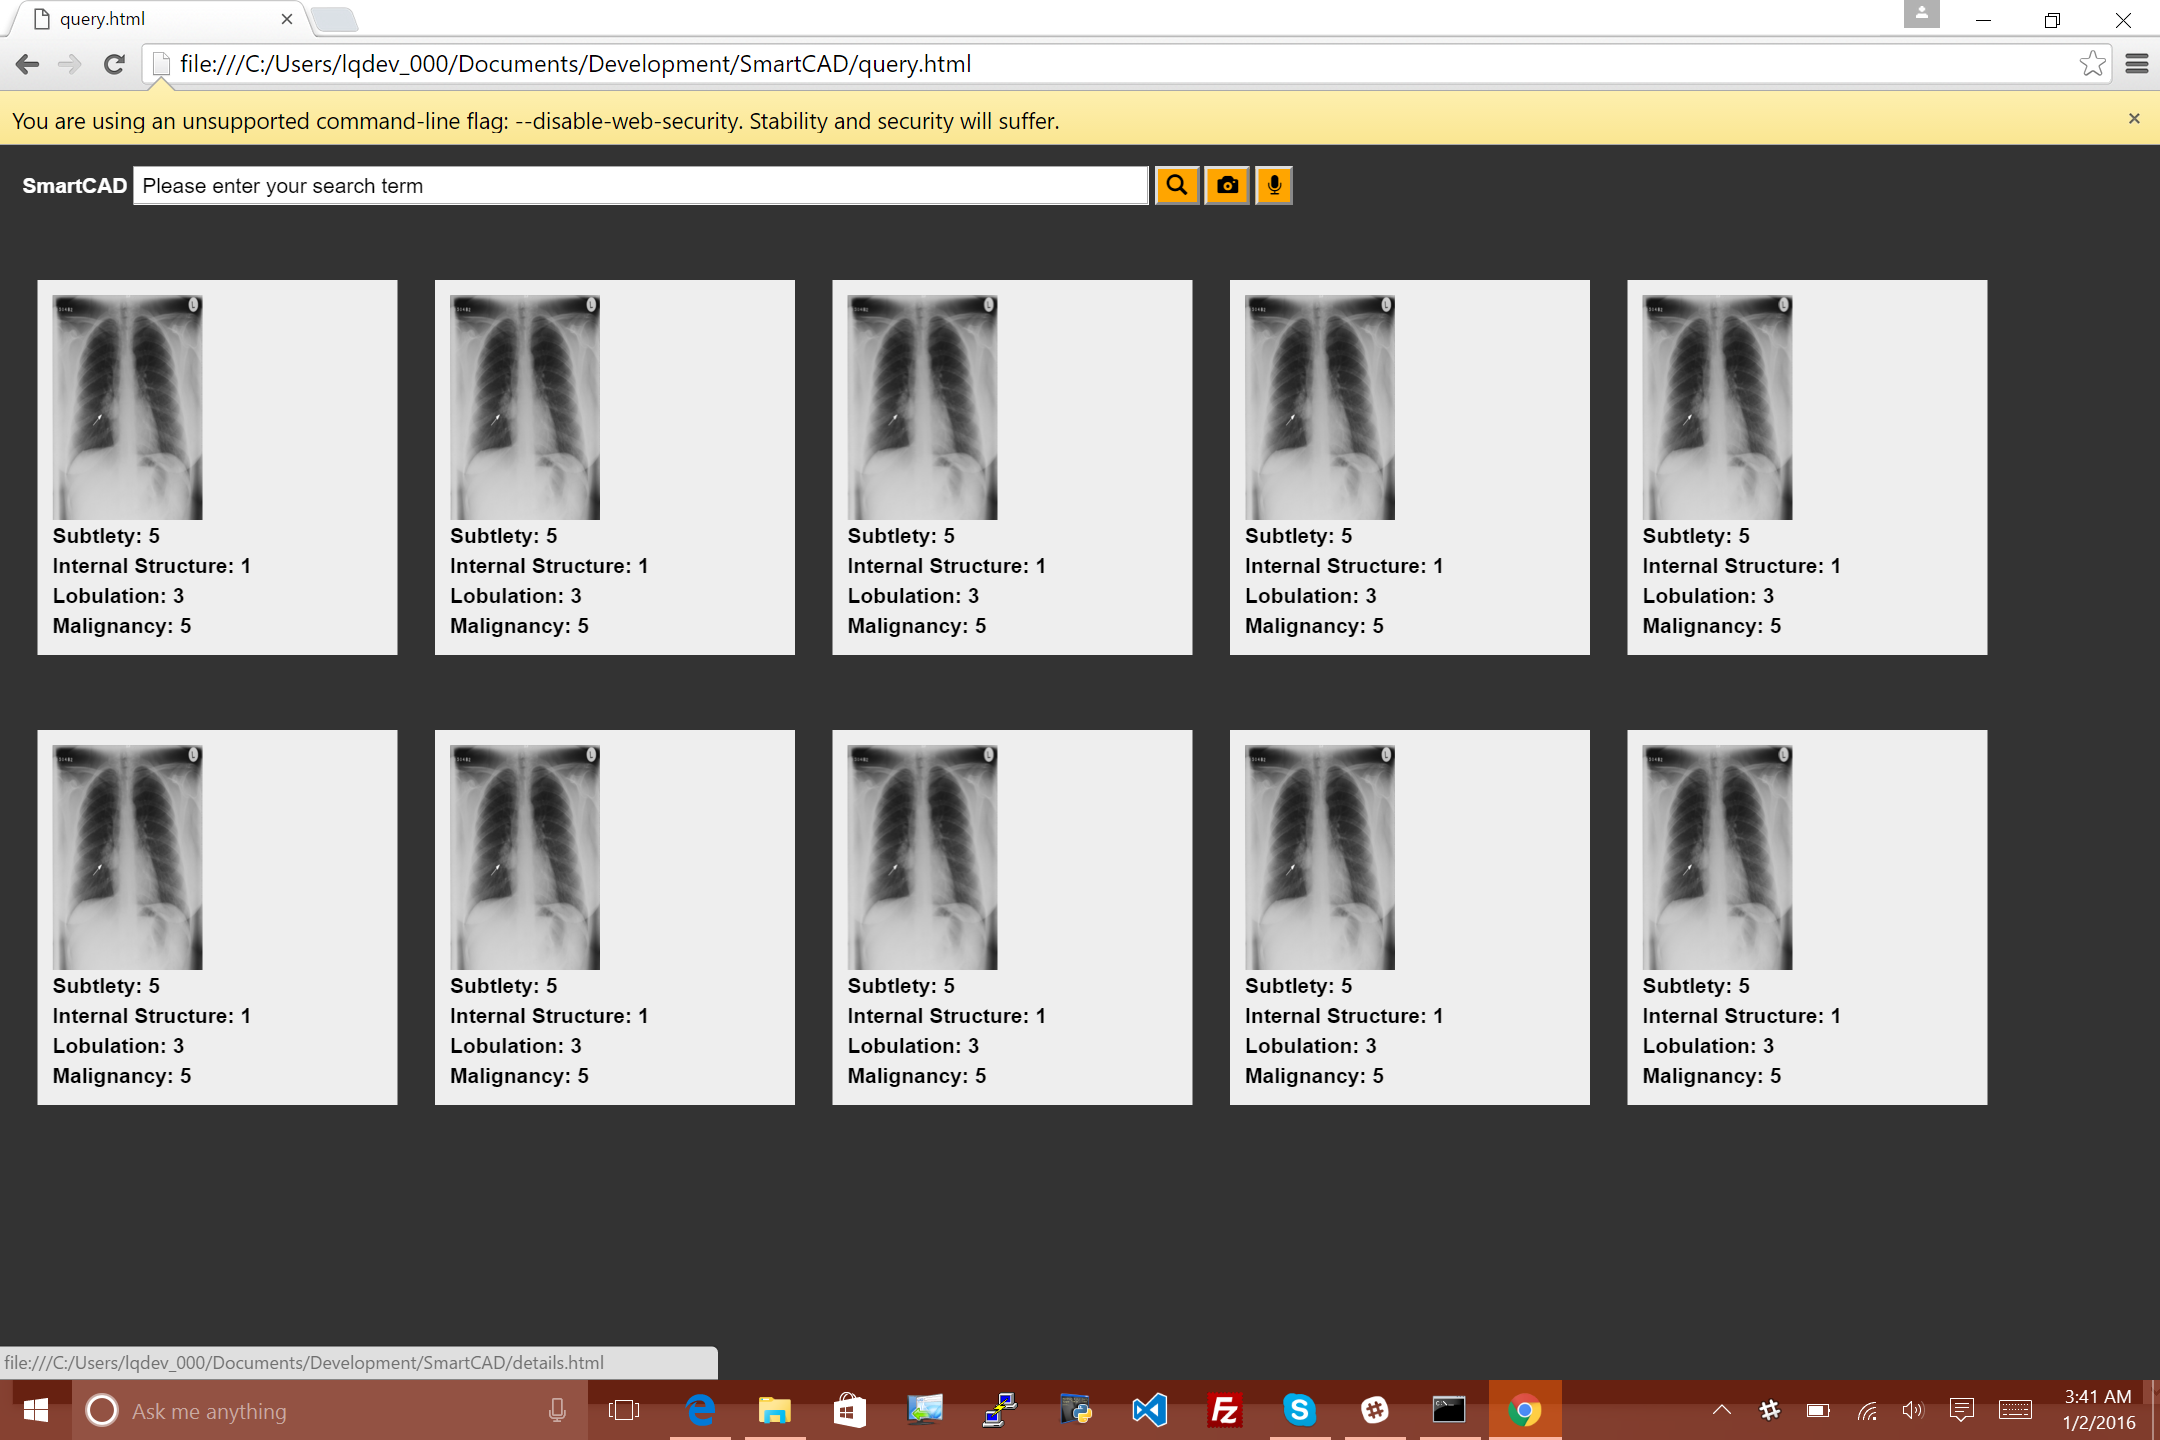 query.html
file:///C:/Users/lqdev_000/Documents/Development/SmartCAD/query.html
You are using an unsupported command-line flag: --disable-web-security. Stability and security will suffer.
SmartCAD Please enter your search term
L L L L L
Subtlety: 5 Subtlety: 5 Subtlety: 5 Subtlety: 5 Subtlety: 5
Internal Structure: 1 Internal Structure: 1 Internal Structure: 1 Internal Structure: 1 Internal Structure: 1
Lobulation: 3 Lobulation: 3 Lobulation: 3 Lobulation: 3 Lobulation: 3
Malignancy: 5 Malignancy: 5 Malignancy: 5 Malignancy: 5 Malignancy: 5
L L L L L
Subtlety: 5 Subtlety: 5 Subtlety: 5 Subtlety: 5 Subtlety: 5
Internal Structure: 1 Internal Structure: 1 Internal Structure: 1 Internal Structure: 1 Internal Structure: 1
Lobulation: 3 Lobulation: 3 Lobulation: 3 Lobulation: 3 Lobulation: 3
Malignancy: 5 Malignancy: 5 Malignancy: 5 Malignancy: 5 Malignancy: 5
file:///C:/Users/lqdev_000/Documents/Development/SmartCAD/details.html
Ask me anything
3:41 AM
1/2/2016